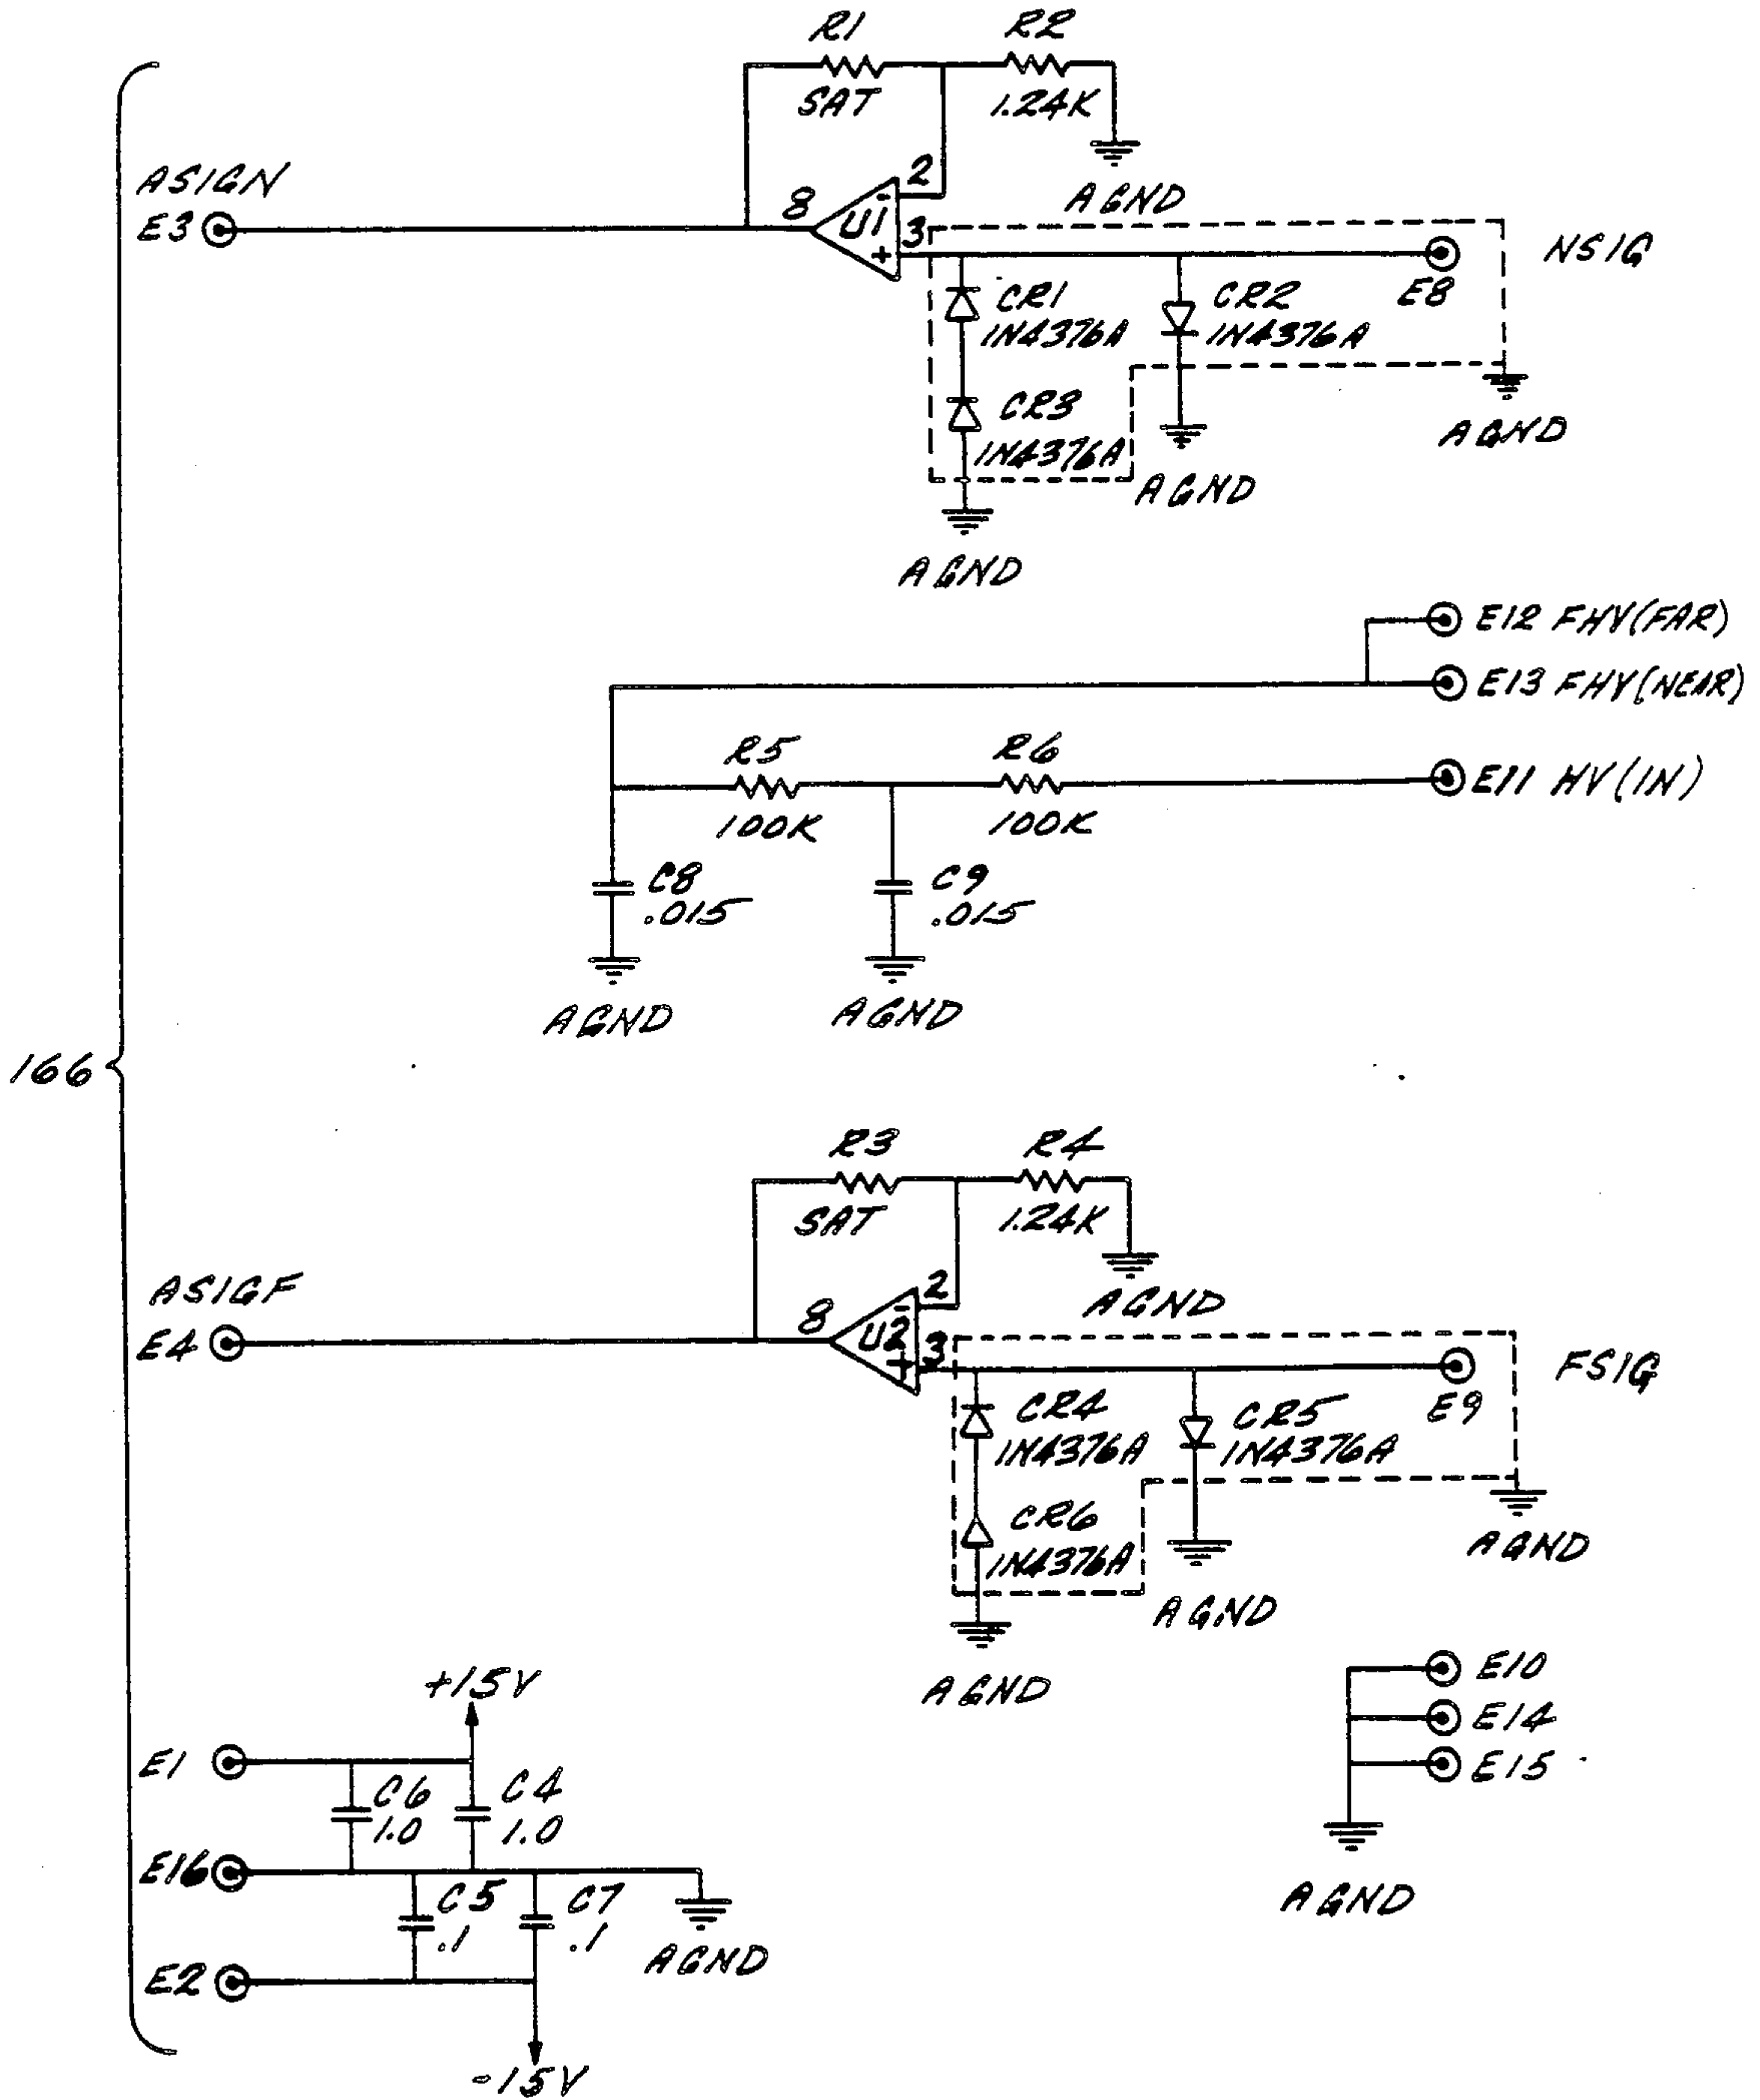 R1
R2
SAT
1.24K
ASIGN
E3
8
U1
-
+
2
3
AGND
NSIG
E8
CR1
1N4376A
CR2
1N4376A
CR3
1N4376A
AGND
AGND
AGND
E12 FHV(FAR)
E13 FHV(NEAR)
R5
100K
R6
100K
E11 HV(IN)
C8
.015
C9
.015
AGND
AGND
166
R3
R4
SAT
1.24K
ASIGF
E4
8
U2
-
+
2
3
AGND
FSIG
E9
CR4
1N4376A
CR5
1N4376A
CR6
1N4376A
AGND
AGND
AGND
+15V
E1
C6
1.0
C4
1.0
E16
C5
.1
C7
.1
AGND
E2
-15V
E10
E14
E15
AGND